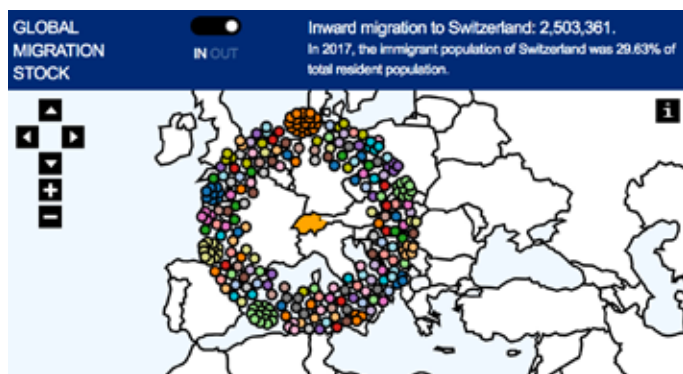 GLOBAL
MIGRATION
STOCK
IN OUT
Inward migration to Switzerland: 2,503,361.
In 2017, the immigrant population of Switzerland was 29.63% of
total resident population.
i